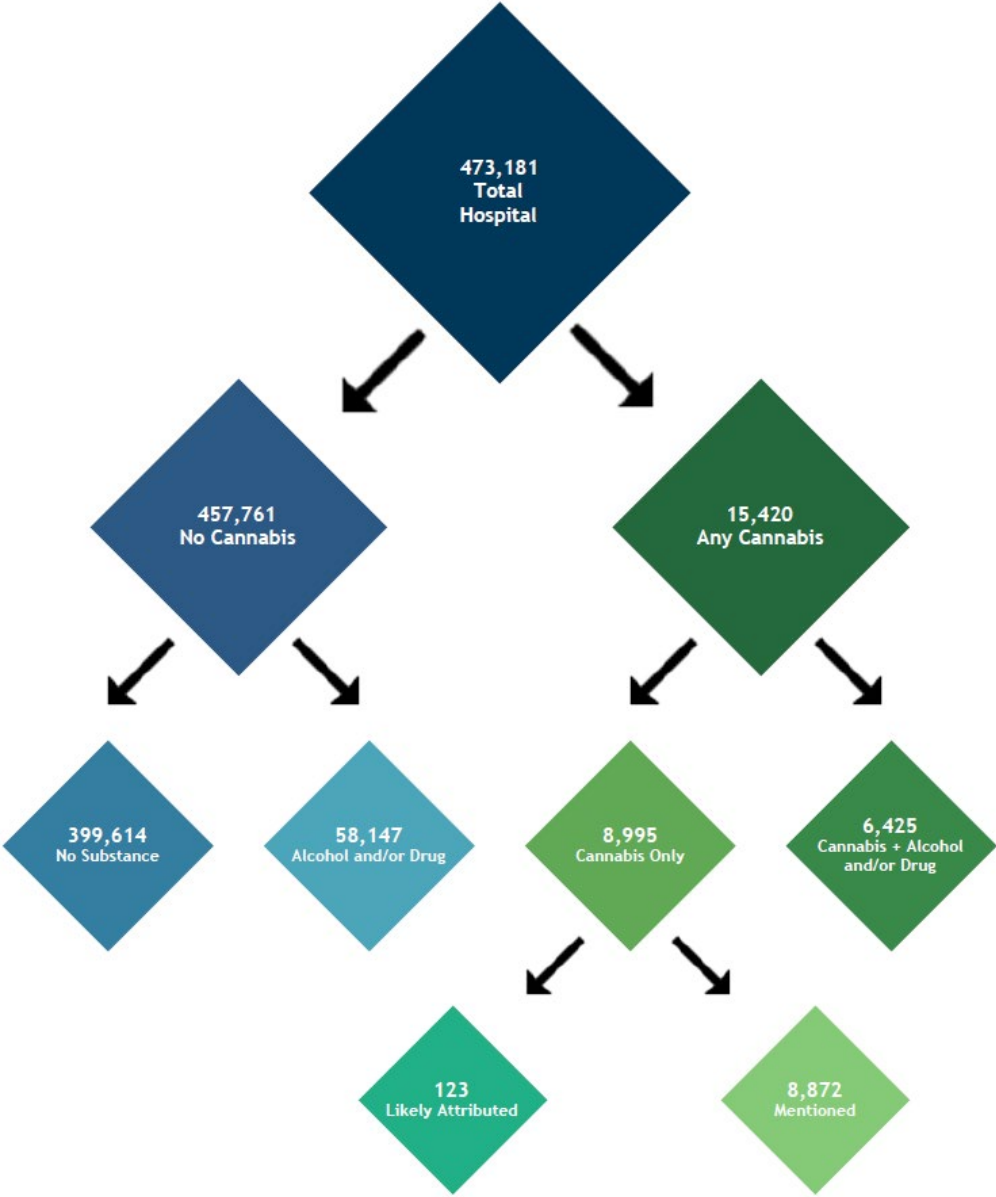 473,181
Total
Hospital
457,761
No Cannabis
15,420
Any Cannabis
399,614
No Substance
58,147
Alcohol and/or Drug
8,995
Cannabis Only
6,425
Cannabis + Alcohol
and/or Drug
123
Likely Attributed
8,872
Mentioned